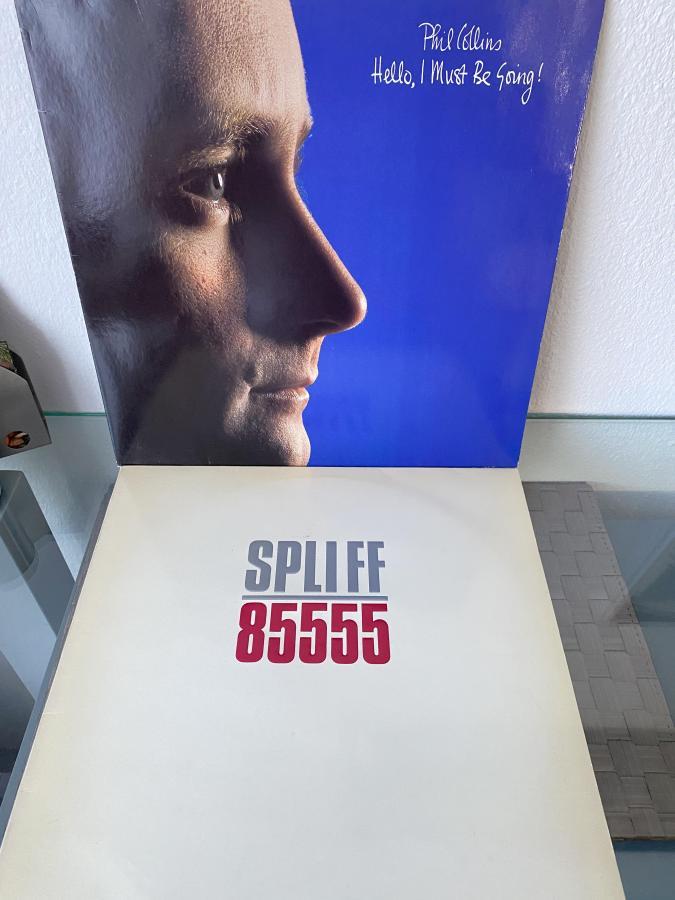 Phil Collins
Hello, I Must Be Going!
SPLIFF
85555